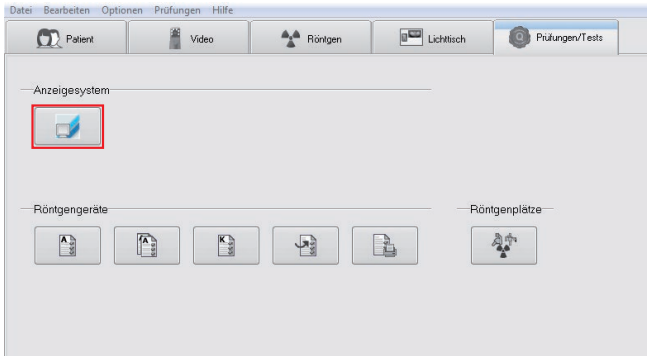 Datei Bearbeiten Optionen Prüfungen Hilfe
Patient Video Röntgen Lichttisch Prüfungen/Tests
Anzeigesystem
Röntgengeräte Röntgenplätze
A A K